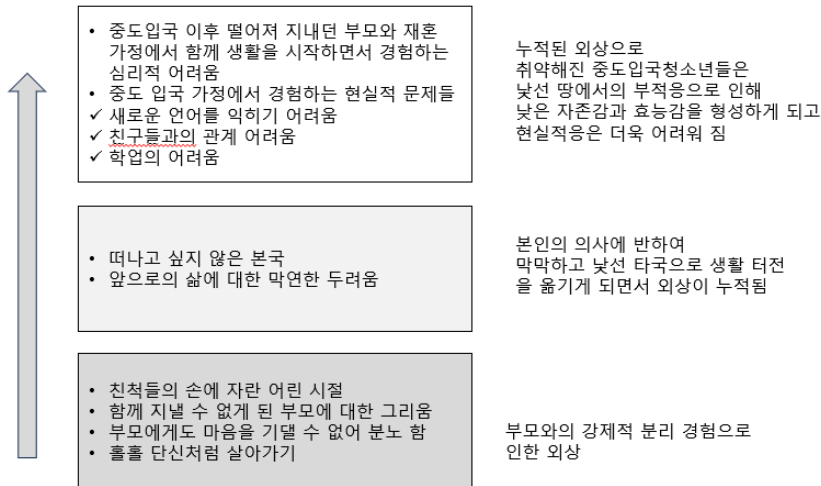 • 중도입국 이후 떨어져 지내던 부모와 재혼
가정에서 함께 생활을 시작하면서 경험하는
심리적 어려움
• 중도 입국 가정에서 경험하는 현실적 문제들
✓ 새로운 언어를 익히기 어려움
✓ 친구들과의 관계 어려움
✓ 학업의 어려움
누적된 외상으로
취약해진 중도입국청소년들은
낯선 땅에서의 부적응으로 인해
낮은 자존감과 효능감을 형성하게 되고
현실적응은 더욱 어려워 짐
• 떠나고 싶지 않은 본국
• 앞으로의 삶에 대한 막연한 두려움
본인의 의사에 반하여
막막하고 낯선 타국으로 생활 터전
을 옮기게 되면서 외상이 누적됨
• 친척들의 손에 자란 어린 시절
• 함께 지낼 수 없게 된 부모에 대한 그리움
• 부모에게도 마음을 기댈 수 없어 분노 함
• 홀홀 단신처럼 살아가기
부모와의 강제적 분리 경험으로
인한 외상